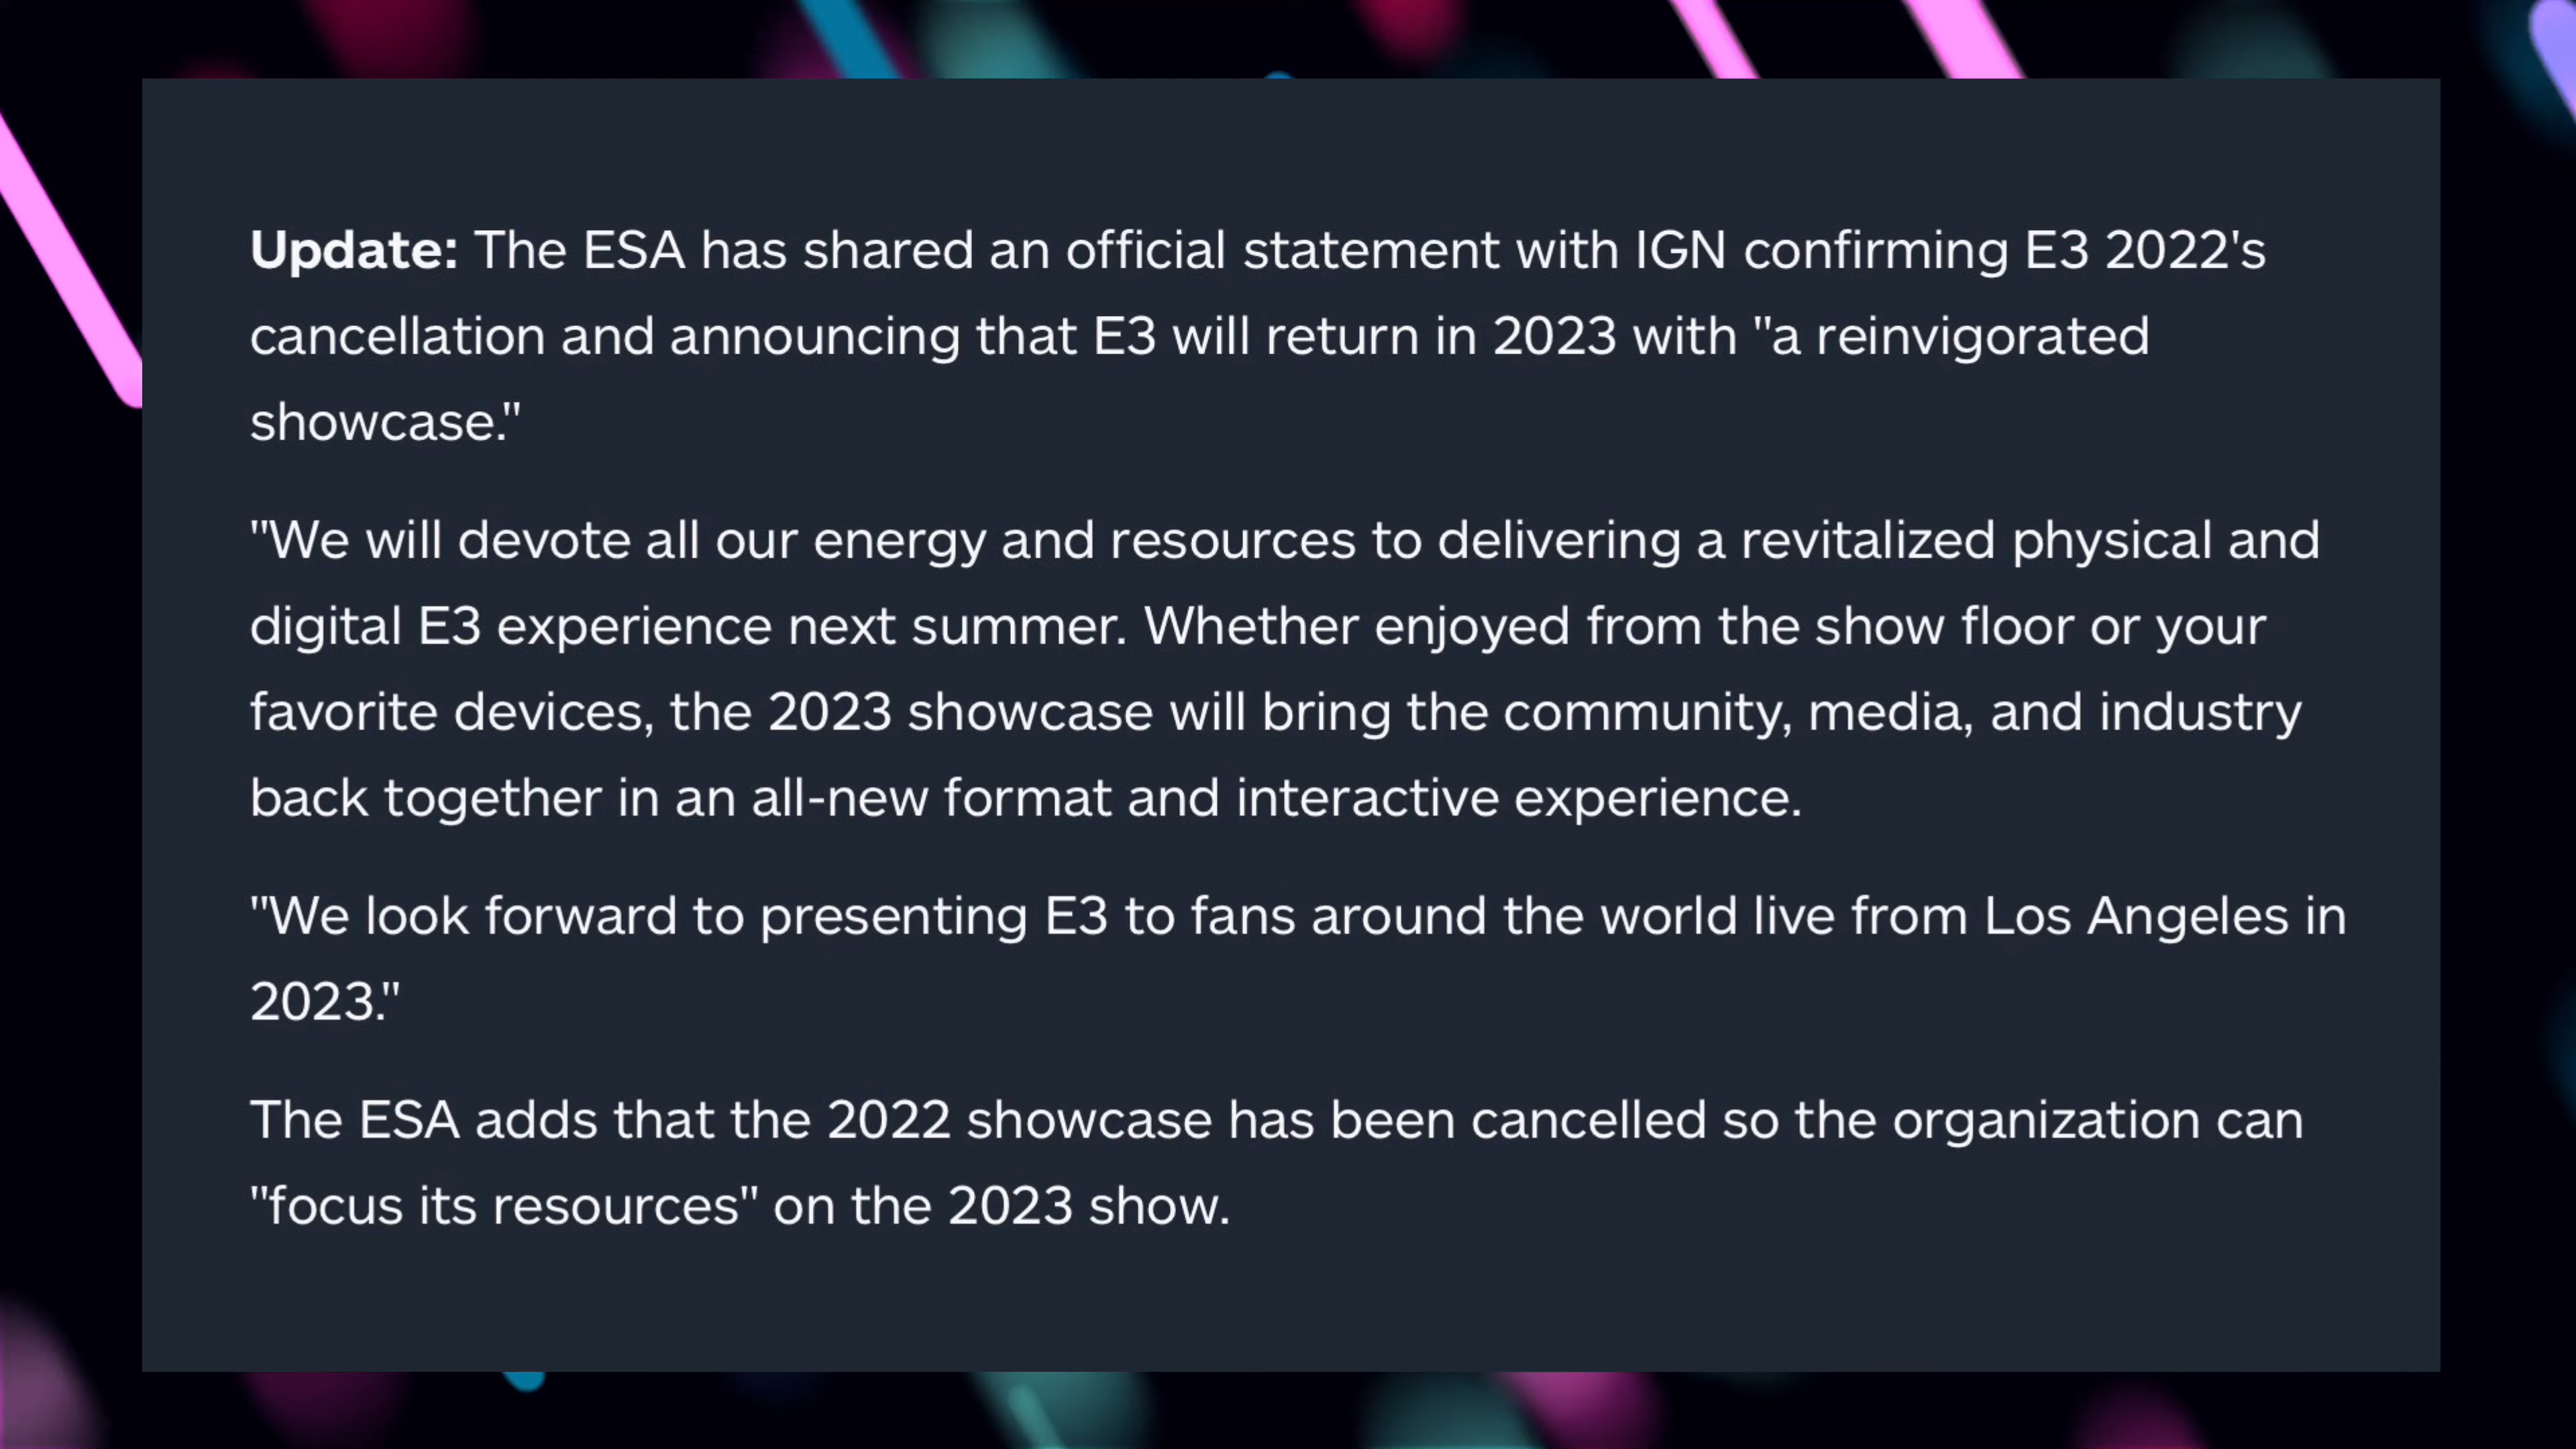 Update: The ESA has shared an official statement with IGN confirming E3 2022's
cancellation and announcing that E3 will return in 2023 with "a reinvigorated
showcase."
"We will devote all our energy and resources to delivering a revitalized physical and
digital E3 experience next summer. Whether enjoyed from the show floor or your
favorite devices, the 2023 showcase will bring the community, media, and industry
back together in an all-new format and interactive experience.
"We look forward to presenting E3 to fans around the world live from Los Angeles in
2023."
The ESA adds that the 2022 showcase has been cancelled so the organization can
"focus its resources" on the 2023 show.